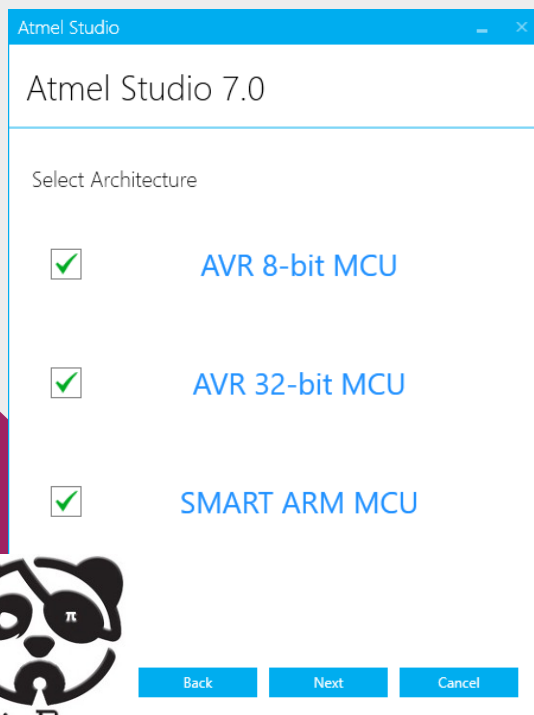 Atmel Studio
Atmel Studio 7.0
Select Architecture
AVR 8-bit MCU
AVR 32-bit MCU
SMART ARM MCU
π
Back Next Cancel